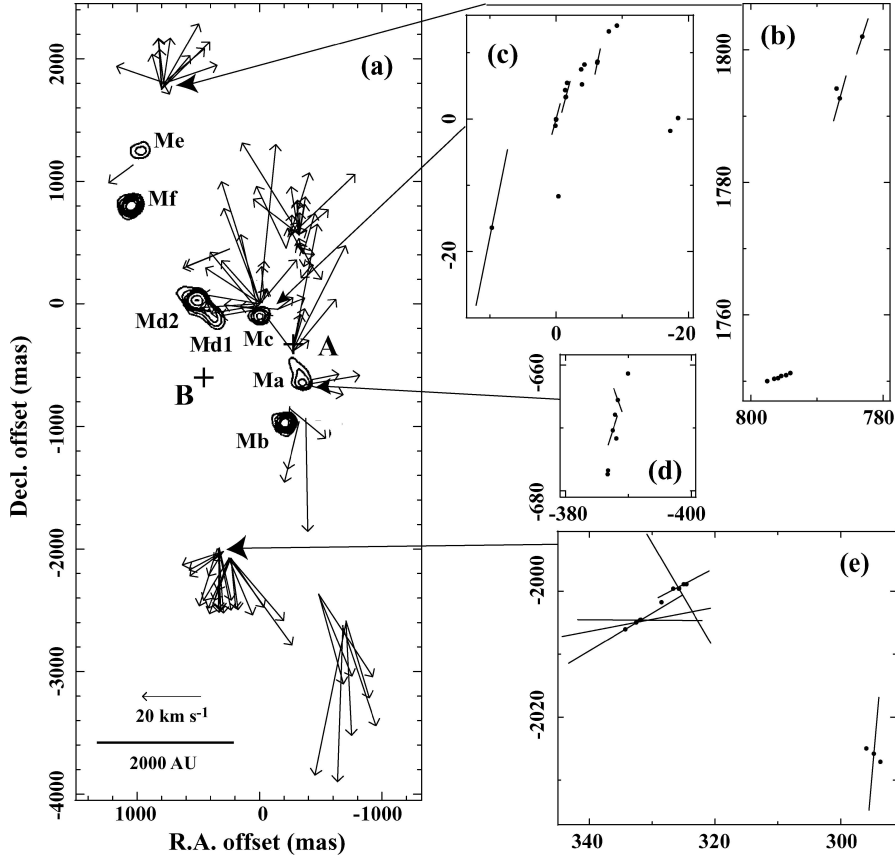 (a)
2000
1000
0
-1000
-2000
-3000
-4000
Decl. offset (mas)
1000
0
-1000
R.A. offset (mas)
Me
Mf
Md2
Md1
Mc
A
B
Ma
Mb
20 km s-1
2000 AU
(c)
0
-20
0
-20
(b)
1800
1780
1760
800
780
(d)
-660
-680
-380
-400
(e)
-2000
-2020
340
320
300